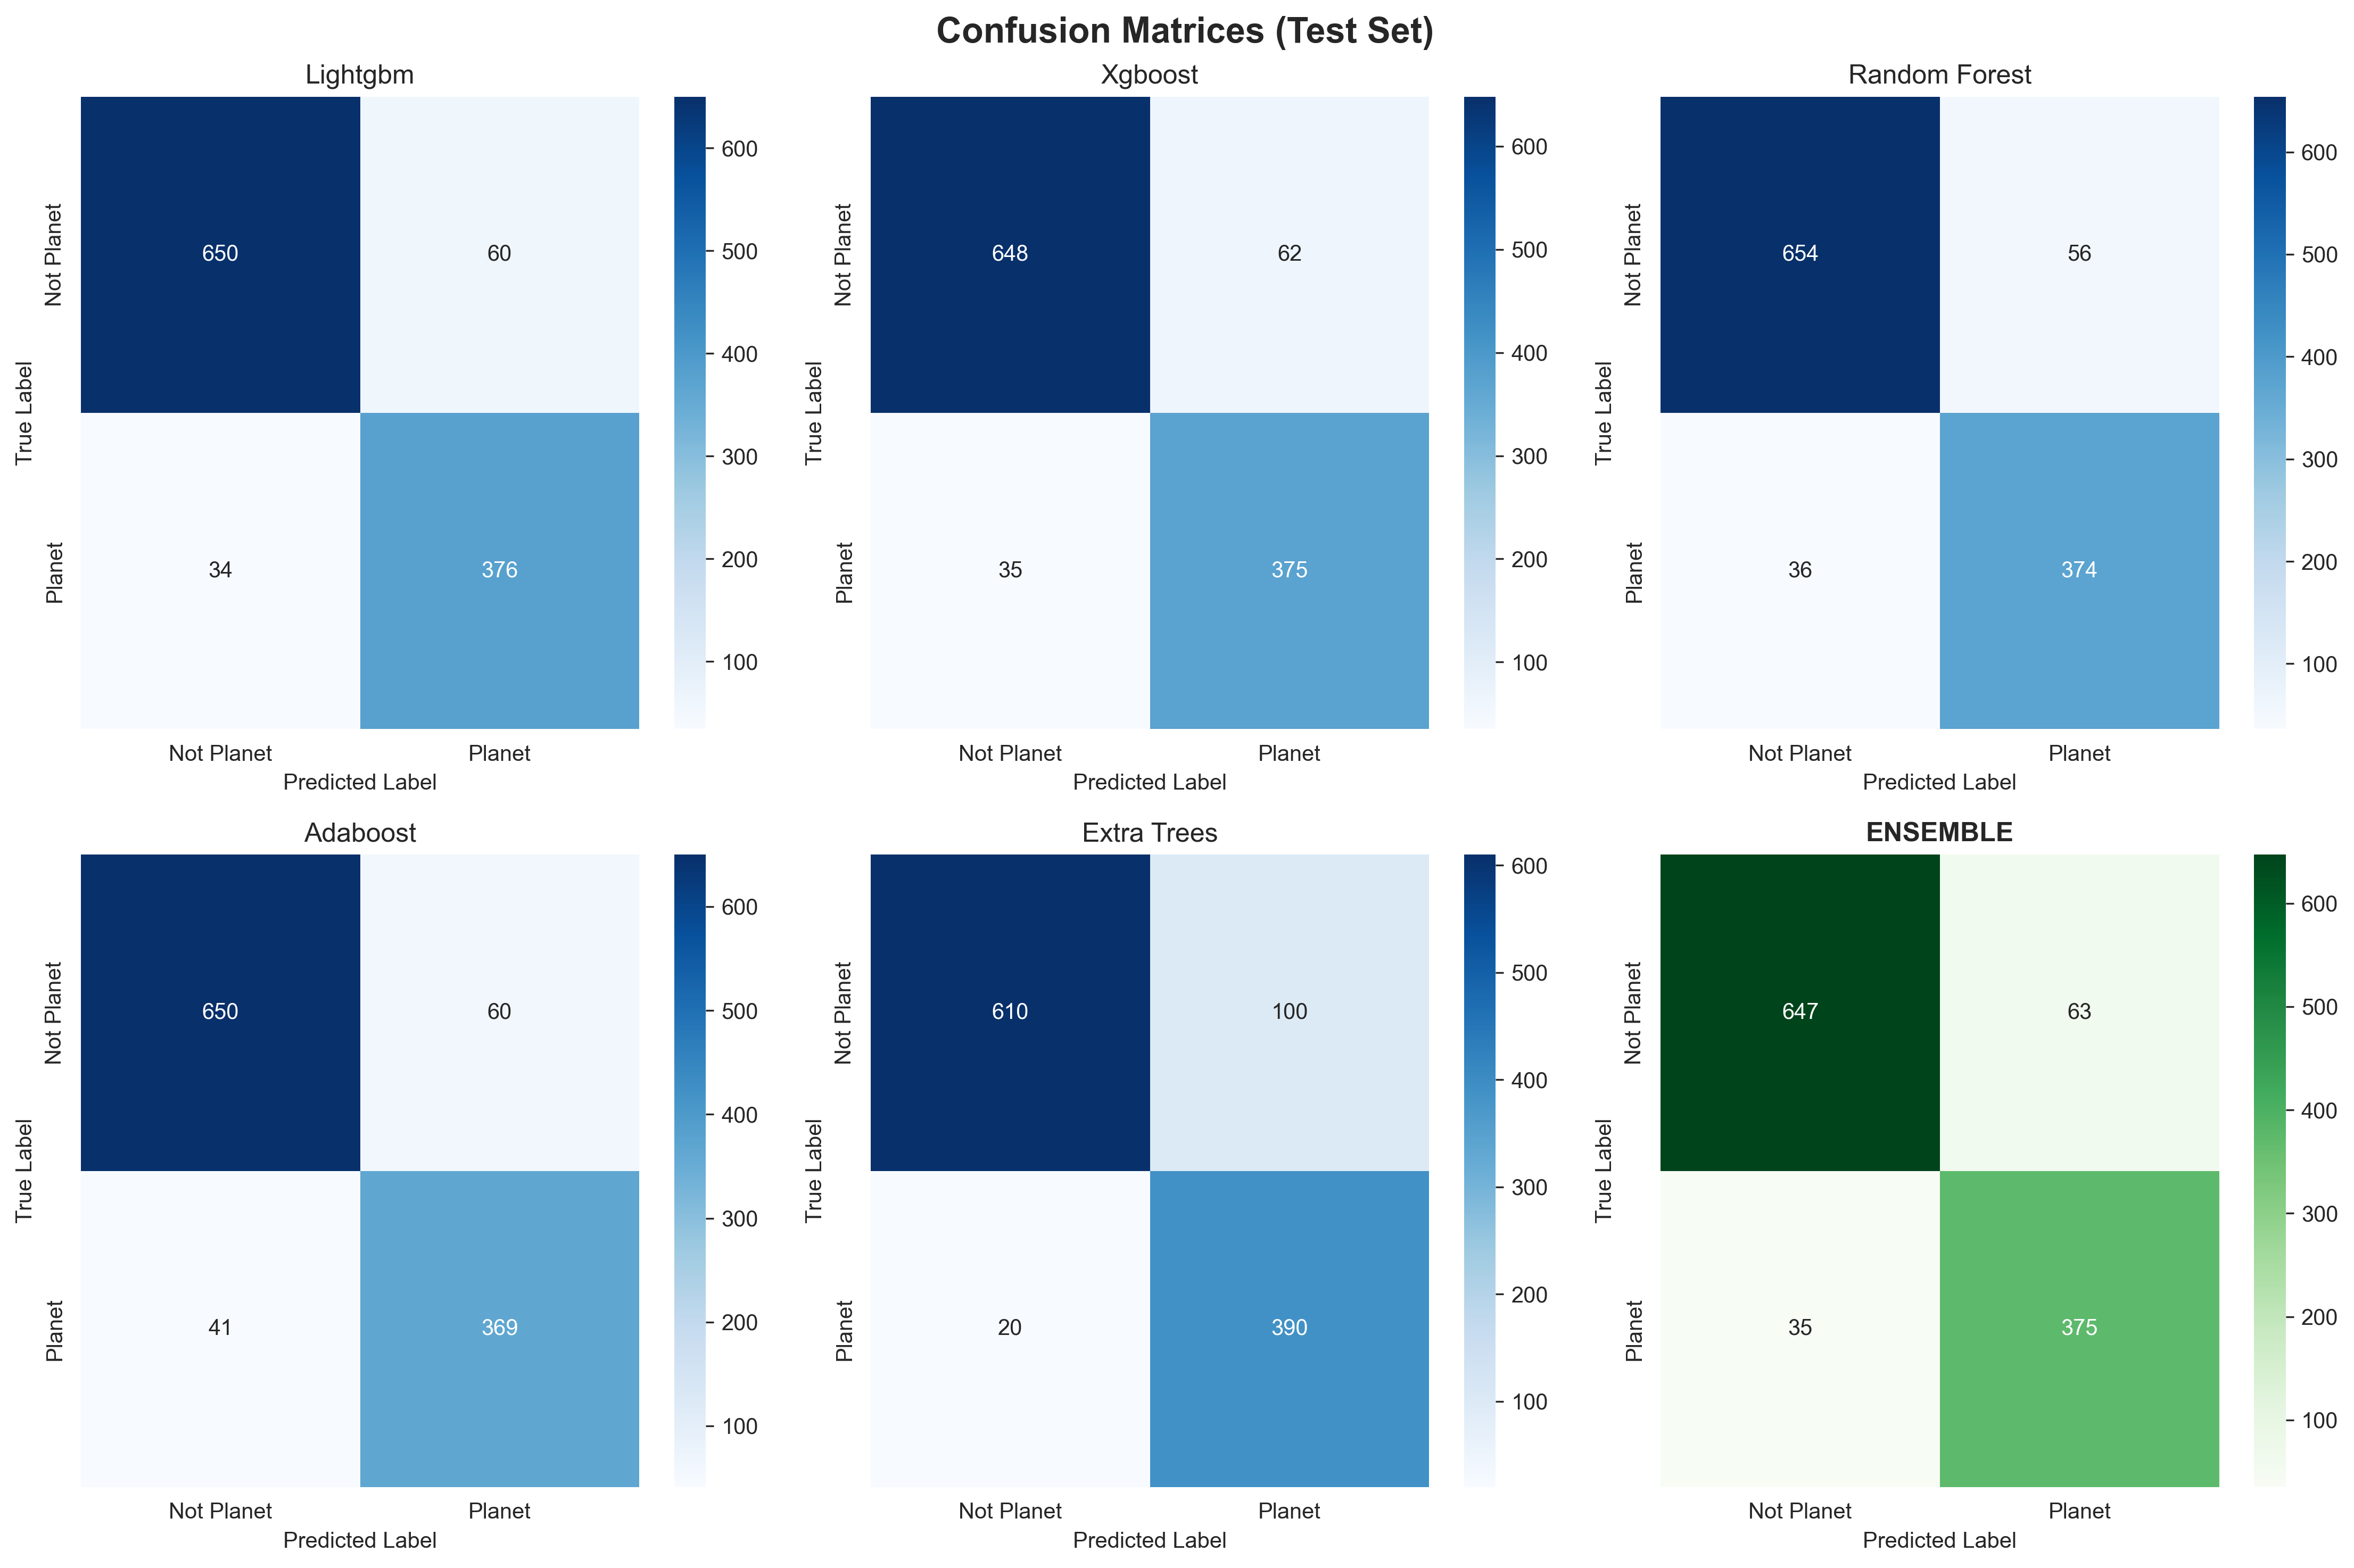 Confusion Matrices (Test Set)
Lightgbm
True Label
Not Planet
Planet
650
60
34
376
Not Planet
Planet
Predicted Label
600
500
400
300
200
100
Xgboost
True Label
Not Planet
Planet
648
62
35
375
Not Planet
Planet
Predicted Label
600
500
400
300
200
100
Random Forest
True Label
Not Planet
Planet
654
56
36
374
Not Planet
Planet
Predicted Label
600
500
400
300
200
100
Adaboost
True Label
Not Planet
Planet
650
60
41
369
Not Planet
Planet
Predicted Label
600
500
400
300
200
100
Extra Trees
True Label
Not Planet
Planet
610
100
20
390
Not Planet
Planet
Predicted Label
600
500
400
300
200
100
ENSEMBLE
True Label
Not Planet
Planet
647
63
35
375
Not Planet
Planet
Predicted Label
600
500
400
300
200
100